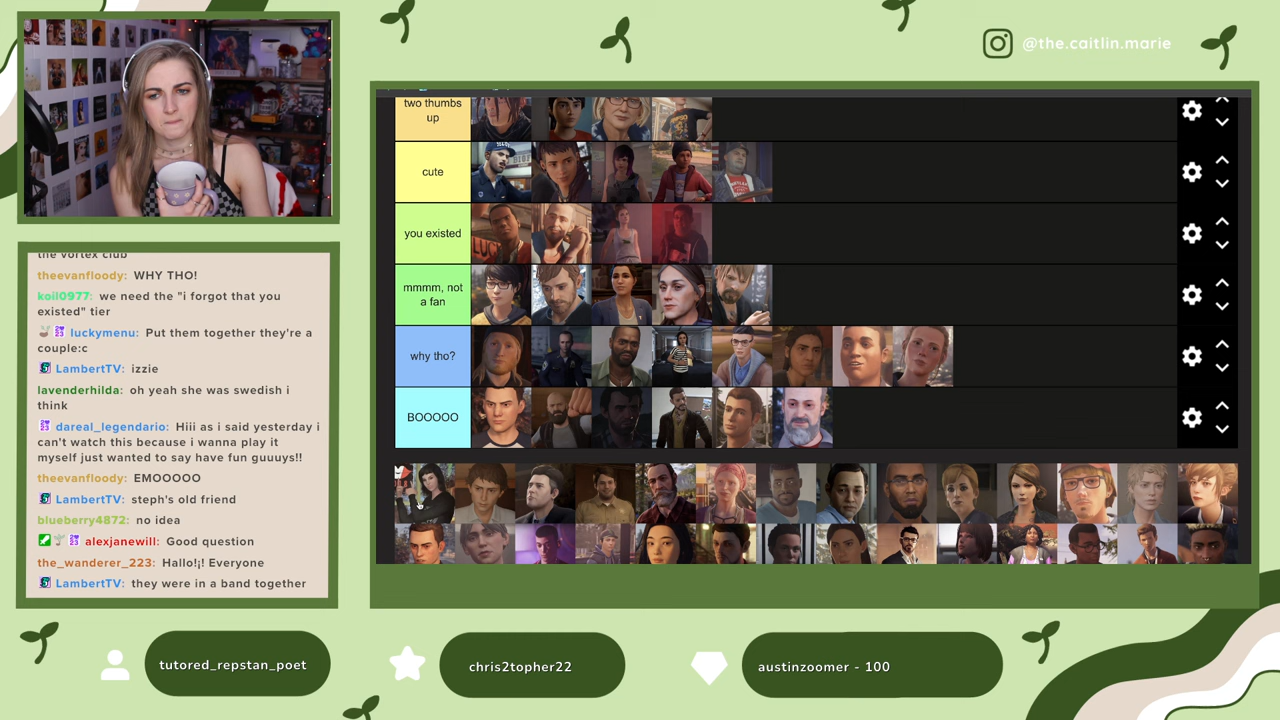 @the.caitlin.marie
two thumbs
up
cute
you existed
mmmm, not
a fan
why tho?
BOOOOO
the vortex club
theevanfloody: WHY THO!
koil0977: we need the "i forgot that you
existed" tier
luckymenu: Put them together they're a
couple:c
LambertTV: izzie
lavenderhilda: oh yeah she was swedish i
think
dareal_legendario: Hiii as i said yesterday i
can't watch this because i wanna play it
myself just wanted to say have fun guuuys!!
theevanfloody: EMOOOOO
LambertTV: steph's old friend
blueberry4872: no idea
alexjanewill: Good question
the_wanderer_223: Hallo!¡! Everyone
LambertTV: they were in a band together
tutored_repstan_poet
chris2topher22
austinzoomer - 100